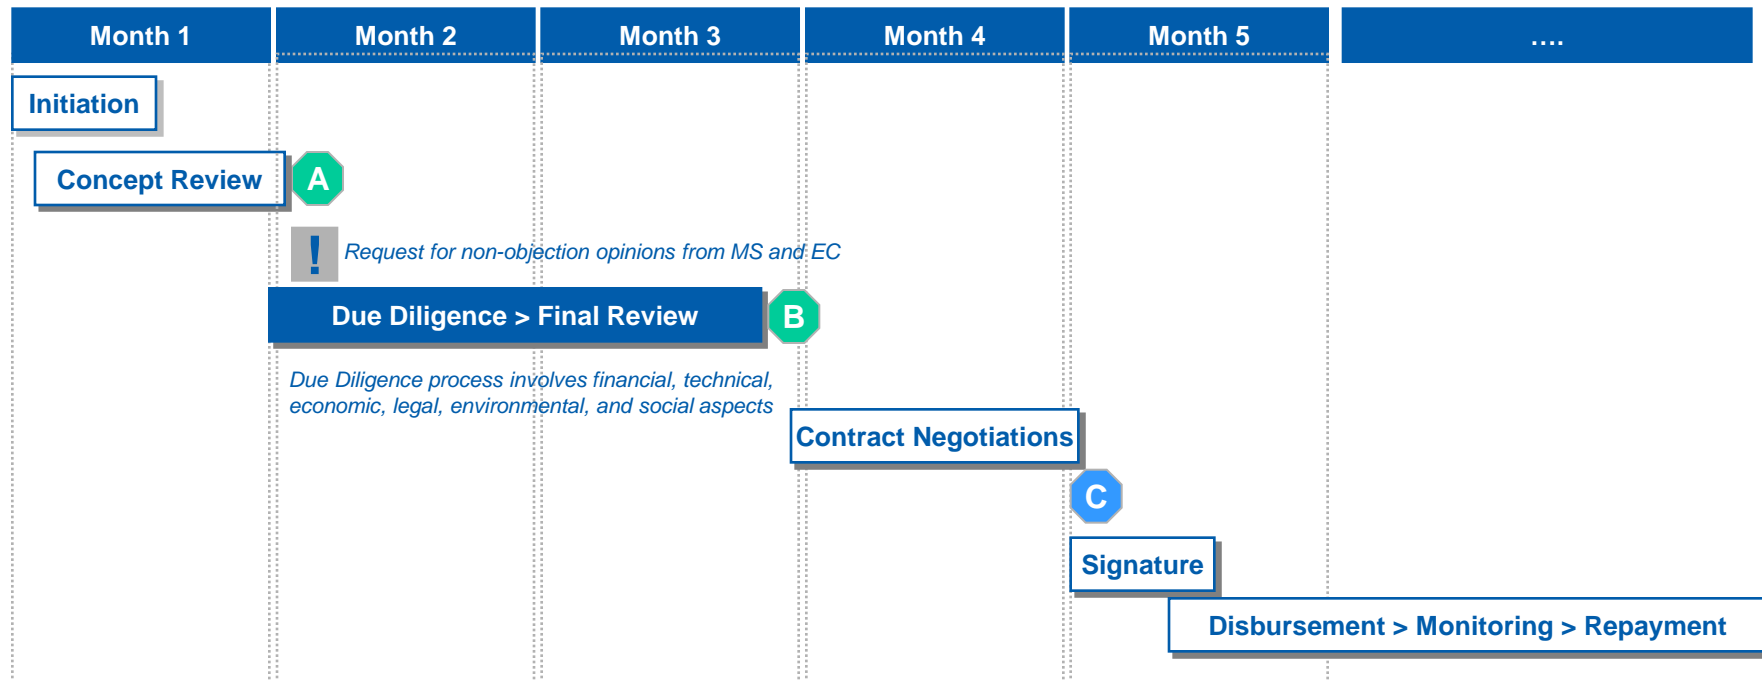 Month 1
Month 2
Month 3
Month 4
Month 5
....
Initiation
Concept Review
A
!
Request for non-objection opinions from MS and EC
Due Diligence > Final Review
B
Due Diligence process involves financial, technical,
economic, legal, environmental, and social aspects
Contract Negotiations
C
Signature
Disbursement > Monitoring > Repayment